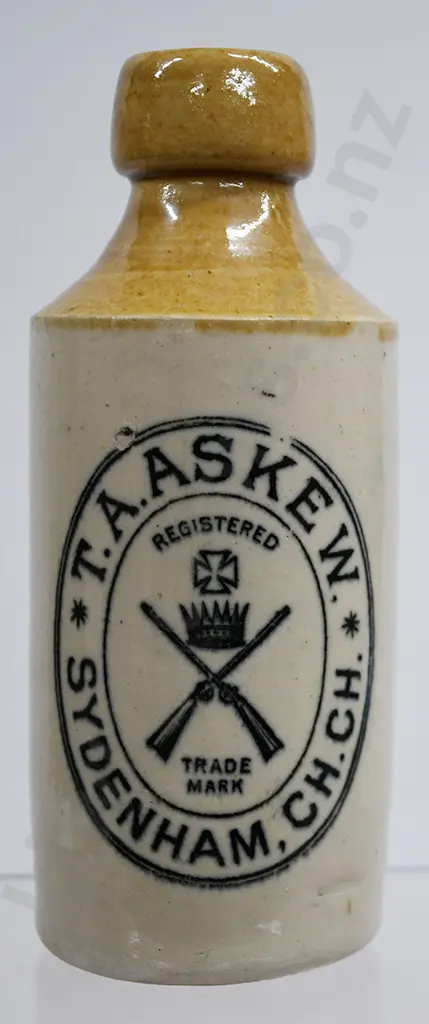 T. A. ASKEW.
REGISTERED
TRADE
MARK
SYDENHAM, CH. CH.